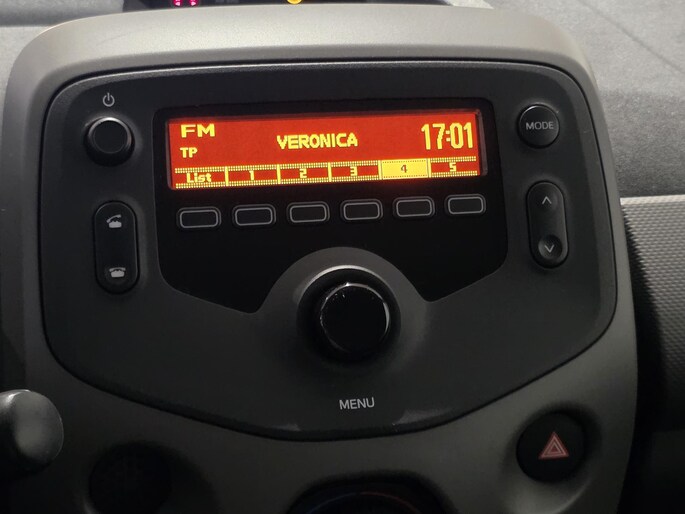 FM VERONICA 17:01
TP
List 1 2 3 4 5
MODE
MENU